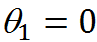 θ₁ = 0